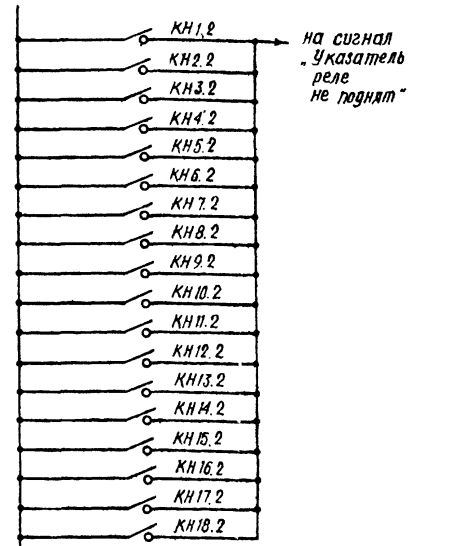 КН1.2
на сигнал
„Указатель
реле
не поднят"
КН2.2
КН3.2
КН4.2
КН5.2
КН6.2
КН7.2
КН8.2
КН9.2
КН10.2
КН11.2
КН12.2
КН13.2
КН14.2
КН15.2
КН16.2
КН17.2
КН18.2